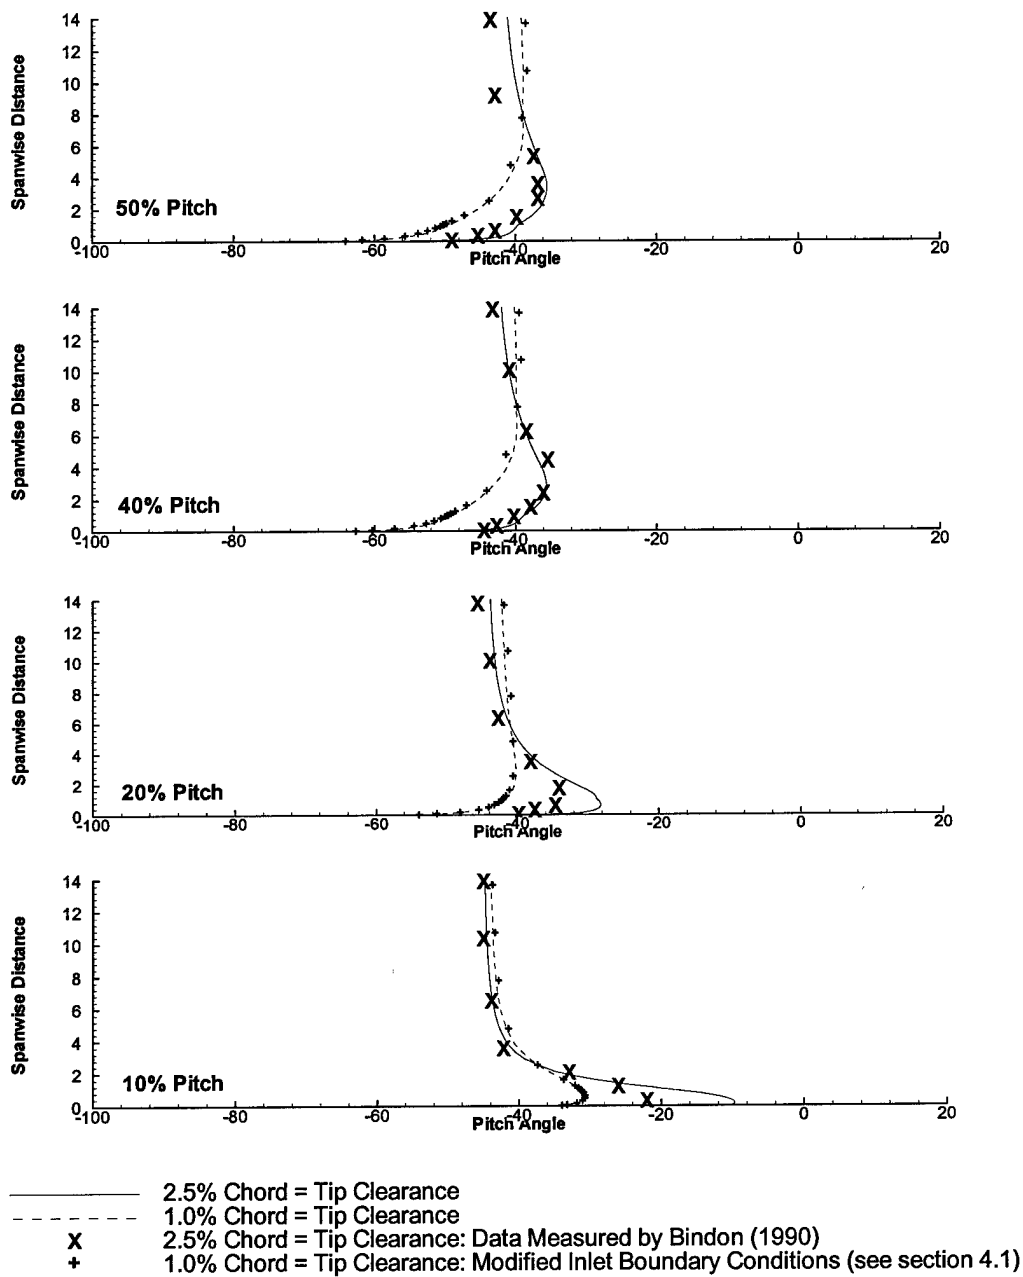 14
12
10
8
6
4
2
0
Spanwise Distance
50% Pitch
-100 -80 -60 -40 -20 0 20
Pitch Angle
14
12
10
8
6
4
2
0
Spanwise Distance
40% Pitch
-100 -80 -60 -40 -20 0 20
Pitch Angle
14
12
10
8
6
4
2
0
Spanwise Distance
20% Pitch
-100 -80 -60 -40 -20 0 20
Pitch Angle
14
12
10
8
6
4
2
0
Spanwise Distance
10% Pitch
-100 -80 -60 -40 -20 0 20
Pitch Angle
2.5% Chord = Tip Clearance
1.0% Chord = Tip Clearance
X 2.5% Chord = Tip Clearance: Data Measured by Bindon (1990)
+ 1.0% Chord = Tip Clearance: Modified Inlet Boundary Conditions (see section 4.1)